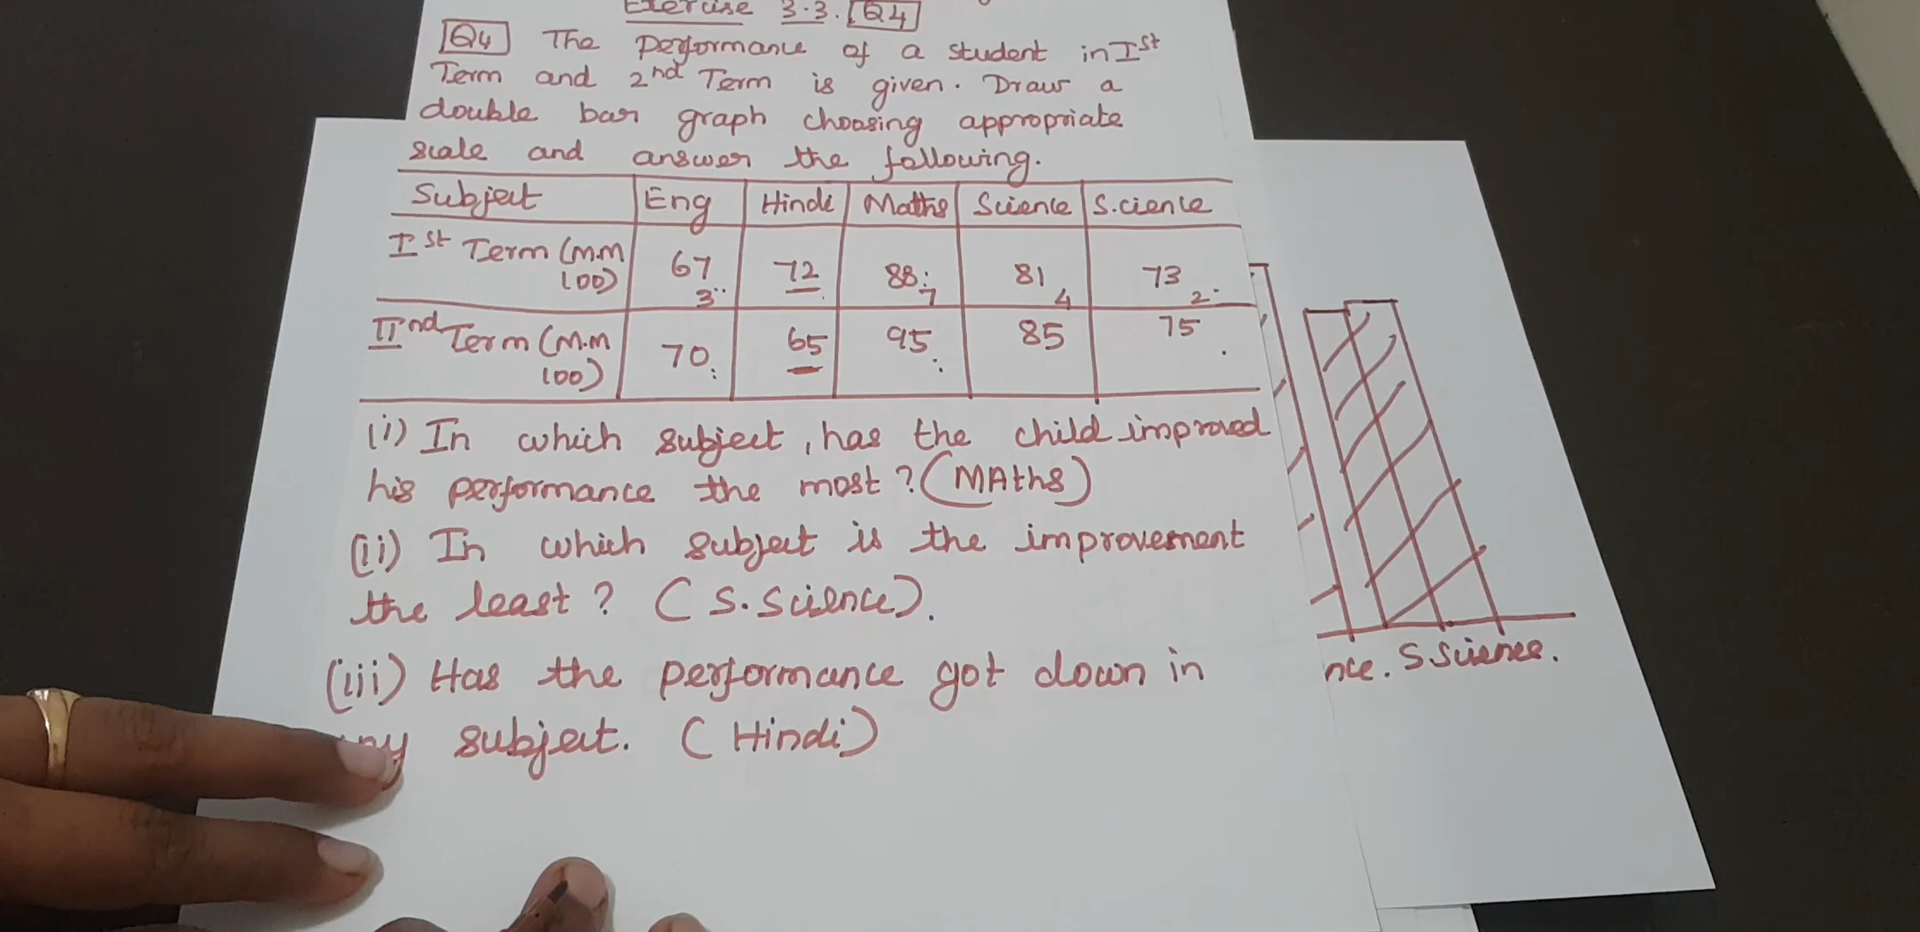 Exercise 3.3. Q4
Q4 The performance of a student in Ist
Term and 2nd Term is given. Draw a
double bar graph choosing appropriate
scale and answer the following.
Subject Eng Hindi Maths Science S.cience
Ist Term (M.M 100) 67 72 88 81 73
3 7 4 2
IInd Term (M.M 100) 70 65 95 85 75
(i) In which subject, has the child improved
his performance the most? (MAths)
(ii) In which subject is the improvement
the least? (S.Science).
(iii) Has the performance got down in
subject. (Hindi)
nce. S.Science.